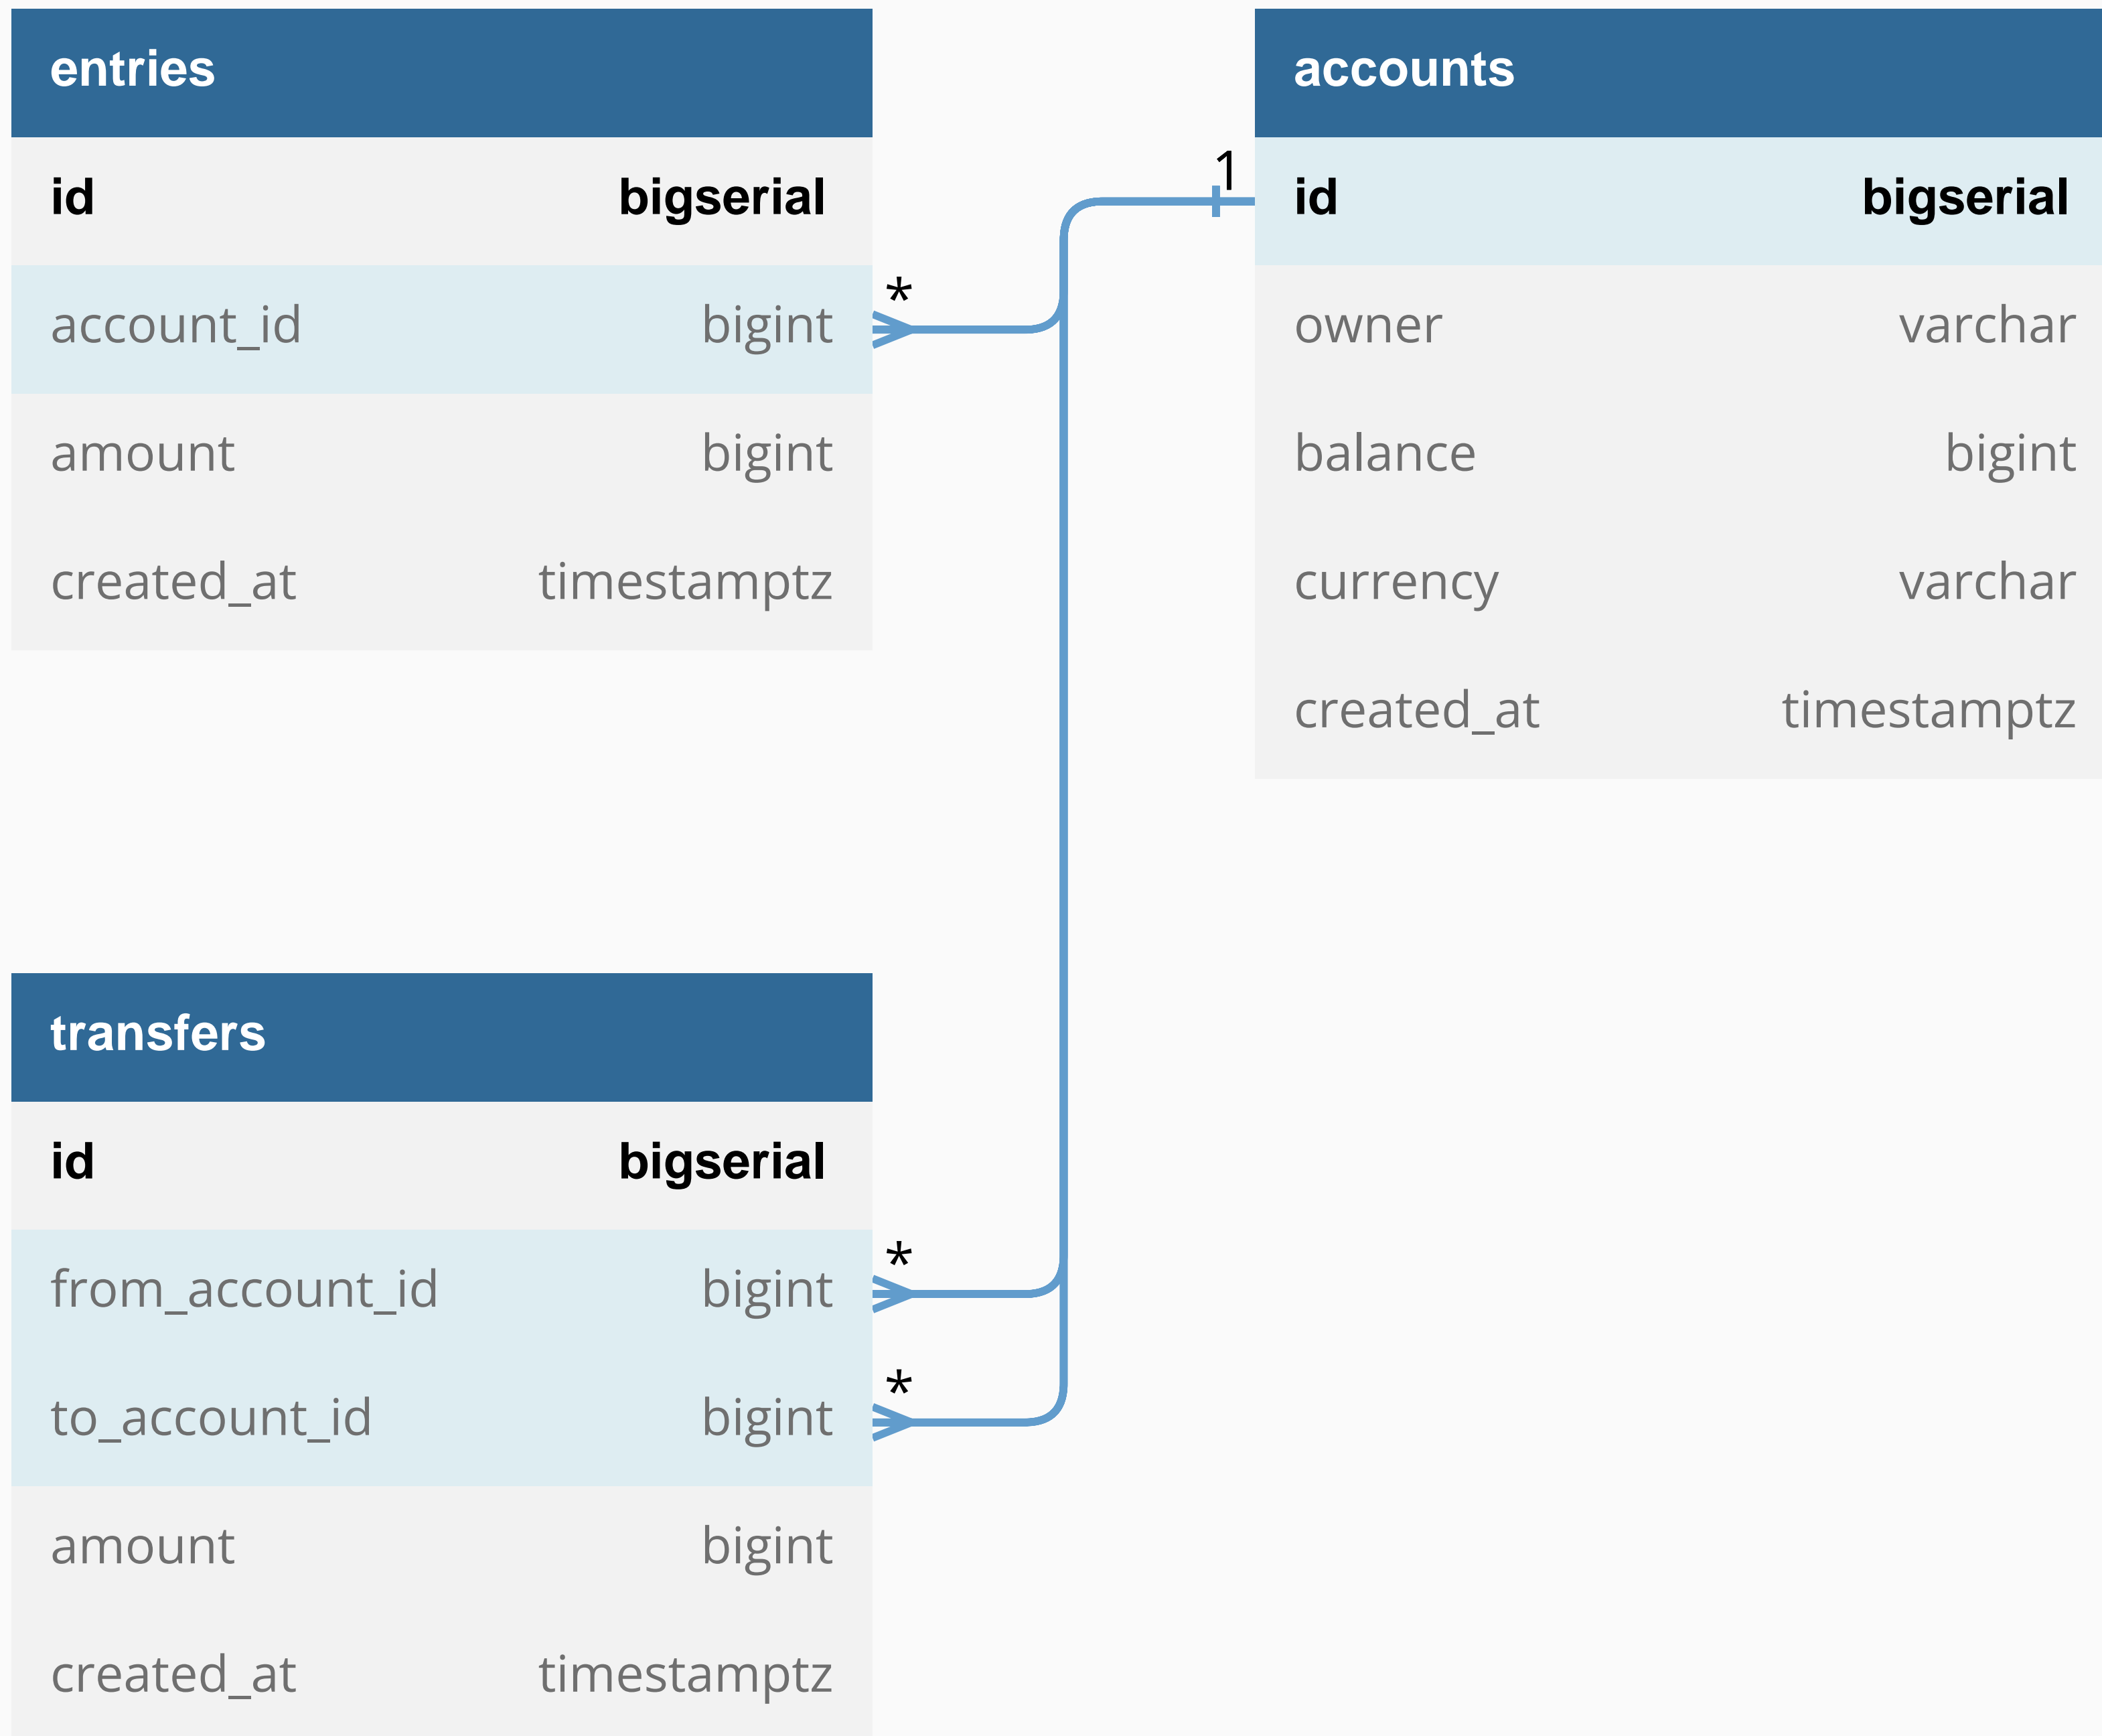 entries
id bigserial
account_id bigint
amount bigint
created_at timestamptz
1
*
accounts
id bigserial
owner varchar
balance bigint
currency varchar
created_at timestamptz
transfers
id bigserial
from_account_id bigint
to_account_id bigint
amount bigint
created_at timestamptz
*
*